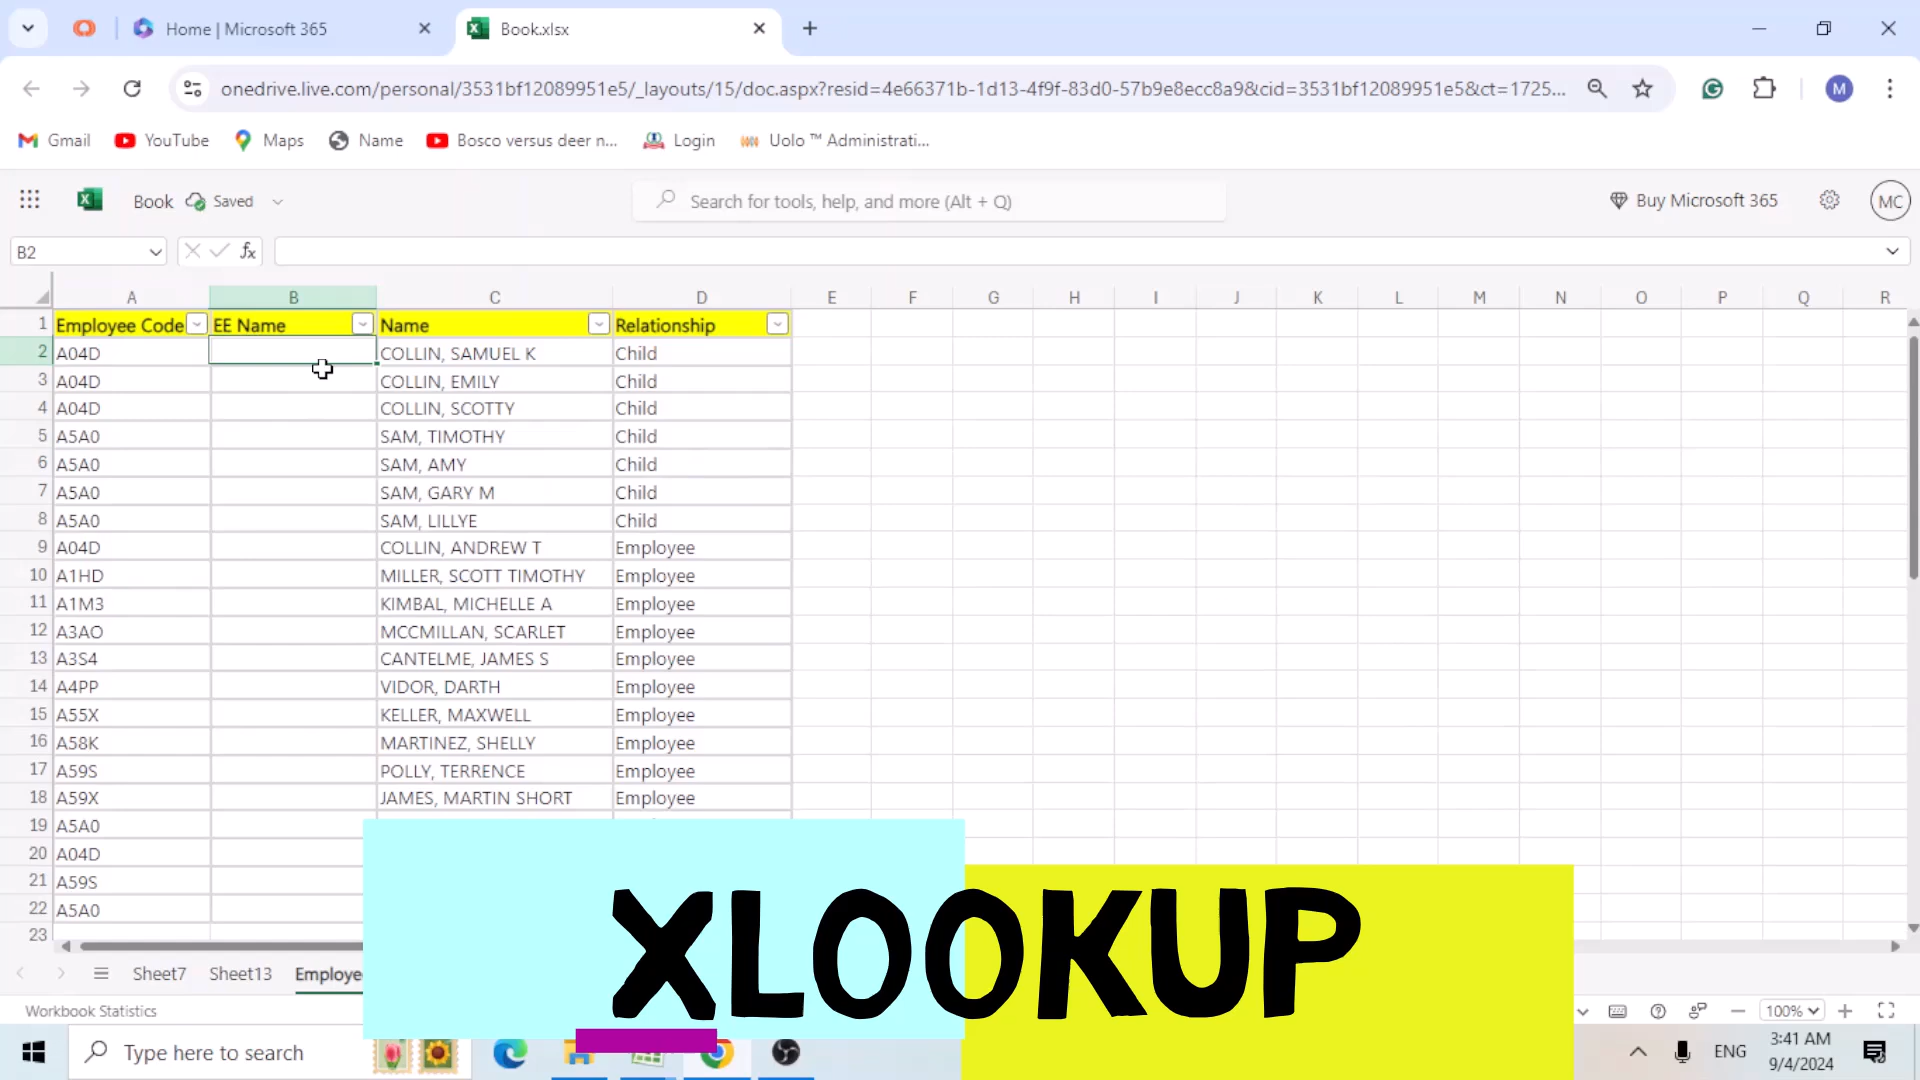 Home | Microsoft 365
Book.xlsx
onedrive.live.com/personal/3531bf12089951e5/_layouts/15/doc.aspx?resid=4e66371b-1d13-4f9f-83d0-57b9e8ecc8a9&cid=3531bf12089951e5&ct=1725...
M
Gmail YouTube Maps Name Bosco versus deer n... Login Uolo ™ Administrati...
Book Saved Search for tools, help, and more (Alt + Q) Buy Microsoft 365 MC
B2 fx
A B C D E F G H I J K L M N O P Q R
1 Employee Code EE Name Name Relationship
2 A04D COLLIN, SAMUEL K Child
3 A04D COLLIN, EMILY Child
4 A04D COLLIN, SCOTTY Child
5 A5A0 SAM, TIMOTHY Child
6 A5A0 SAM, AMY Child
7 A5A0 SAM, GARY M Child
8 A5A0 SAM, LILLYE Child
9 A04D COLLIN, ANDREW T Employee
10 A1HD MILLER, SCOTT TIMOTHY Employee
11 A1M3 KIMBAL, MICHELLE A Employee
12 A3AO MCCMILLAN, SCARLET Employee
13 A3S4 CANTELME, JAMES S Employee
14 A4PP VIDOR, DARTH Employee
15 A55X KELLER, MAXWELL Employee
16 A58K MARTINEZ, SHELLY Employee
17 A59S POLLY, TERRENCE Employee
18 A59X JAMES, MARTIN SHORT Employee
19 A5A0
20 A04D
21 A59S
22 A5A0
23
XLOOKUP
Sheet7 Sheet13 Employe
Workbook Statistics 100%
Type here to search ENG 3:41 AM
9/4/2024